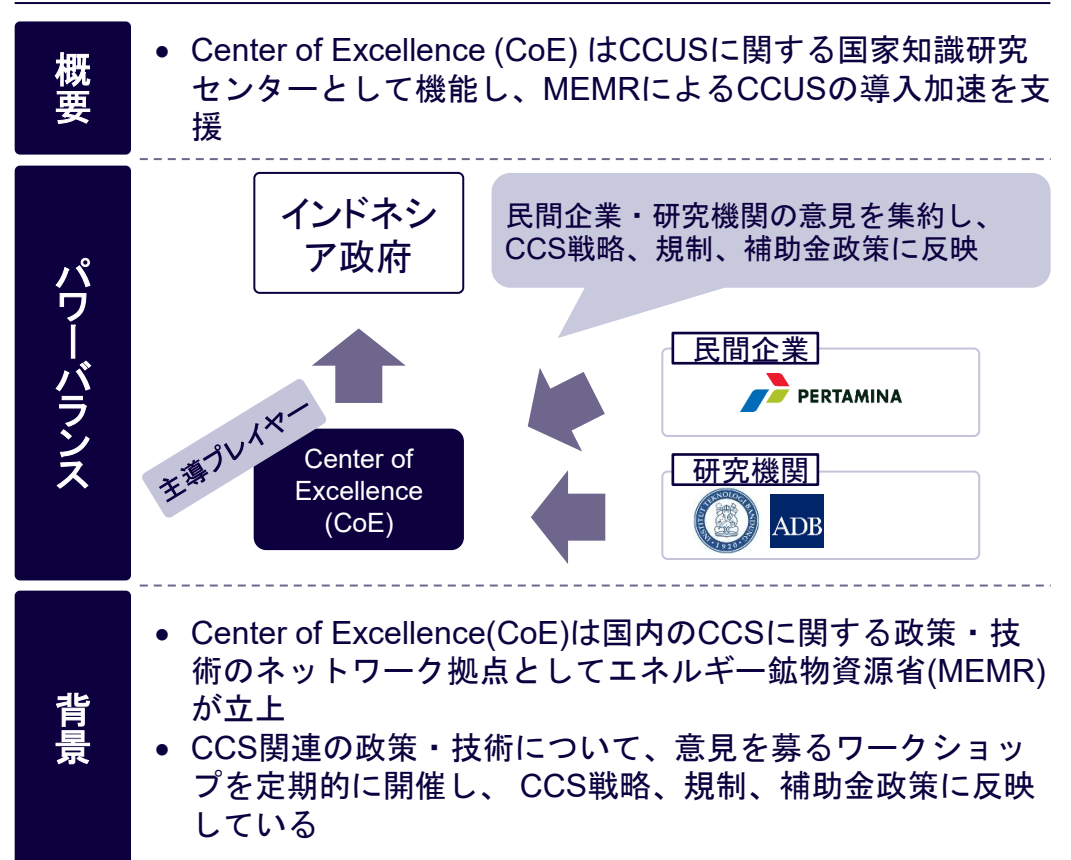 概要
• Center of Excellence (CoE) はCCUSに関する国家知識研究
センターとして機能し、MEMRによるCCUSの導入加速を支
援
パワーバランス
インドネシ
ア政府
民間企業・研究機関の意見を集約し、
CCS戦略、規制、補助金政策に反映
民間企業
PERTAMINA
主導プレイヤー
Center of
Excellence
(CoE)
研究機関
INSTITUT TEKNOLOGI BANDUNG
1920
ADB
背景
• Center of Excellence(CoE)は国内のCCSに関する政策・技
術のネットワーク拠点としてエネルギー鉱物資源省(MEMR)
が立上
• CCS関連の政策・技術について、意見を募るワークショッ
プを定期的に開催し、 CCS戦略、規制、補助金政策に反映
している